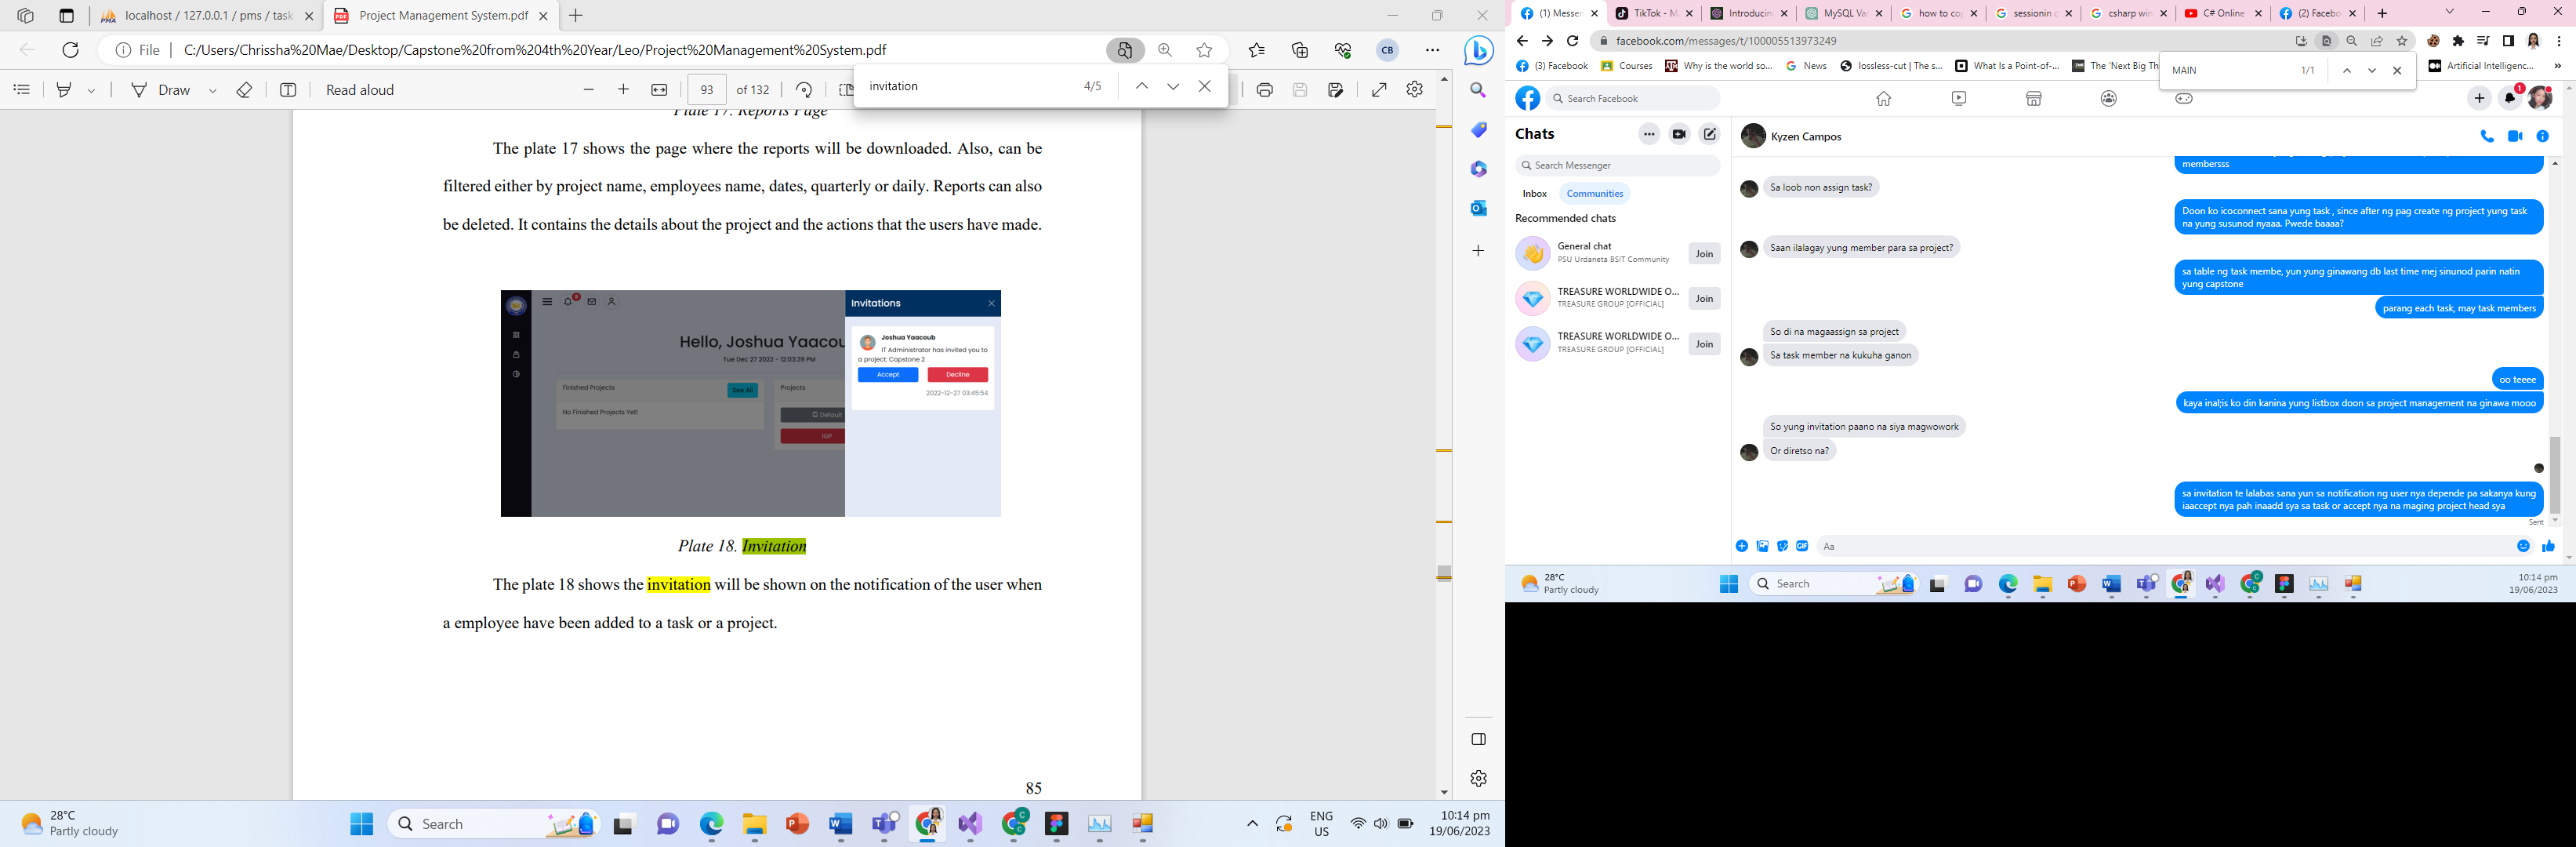 localhost / 127.0.0.1 / pms / task
Project Management System.pdf
File
C:/Users/Chrissha%20Mae/Desktop/Capstone%20from%204th%20Year/Leo/Project%20Management%20System.pdf
CB
Draw
Read aloud
93
of 132
invitation
4/5
Plate 17. Reports Page
The plate 17 shows the page where the reports will be downloaded. Also, can be
filtered either by project name, employees name, dates, quarterly or daily. Reports can also
be deleted. It contains the details about the project and the actions that the users have made.
Hello, Joshua Yaacou
Tue Dec 27 2022 - 12:03:39 PM
Finished Projects
See All
No Finished Projects Yet!
Projects
Default
IGP
Invitations
Joshua Yaacoub
IT Administrator has invited you to
a project: Capstone 2
Accept
Decline
2022-12-27 03:45:54
Plate 18. Invitation
The plate 18 shows the invitation will be shown on the notification of the user when
a employee have been added to a task or a project.
85
28°C
Partly cloudy
Search
ENG
US
10:14 pm
19/06/2023
(1) Messen
TikTok - M
Introducin
MySQL Va
how to cop
sessionin c
csharp win
C# Online
(2) Facebo
facebook.com/messages/t/100005513973249
(3) Facebook
Courses
Why is the world so...
News
lossless-cut | The s...
What Is a Point-of-...
The 'Next Big Th
Artificial Intelligenc...
MAIN
1/1
Search Facebook
1
Chats
Search Messenger
Inbox
Communities
Recommended chats
General chat
PSU Urdaneta BSIT Community
Join
TREASURE WORLDWIDE O...
TREASURE GROUP [OFFICIAL]
Join
TREASURE WORLDWIDE O...
TREASURE GROUP [OFFICIAL]
Join
Kyzen Campos
membersss
Sa loob non assign task?
Doon ko icoconnect sana yung task , since after ng pag create ng project yung task
na yung susunod nyaaa. Pwede baaaa?
Saan ilalagay yung member para sa project?
sa table ng task membe, yun yung ginawang db last time mej sinunod parin natin
yung capstone
parang each task, may task members
So di na magaassign sa project
Sa task member na kukuha ganon
oo teeee
kaya inal;is ko din kanina yung listbox doon sa project management na ginawa mooo
So yung invitation paano na siya magwowork
Or diretso na?
sa invitation te lalabas sana yun sa notification ng user nya depende pa sakanya kung
iaaccept nya pah inaadd sya sa task or accept nya na maging project head sya
Sent
Aa
28°C
Partly cloudy
Search
10:14 pm
19/06/2023